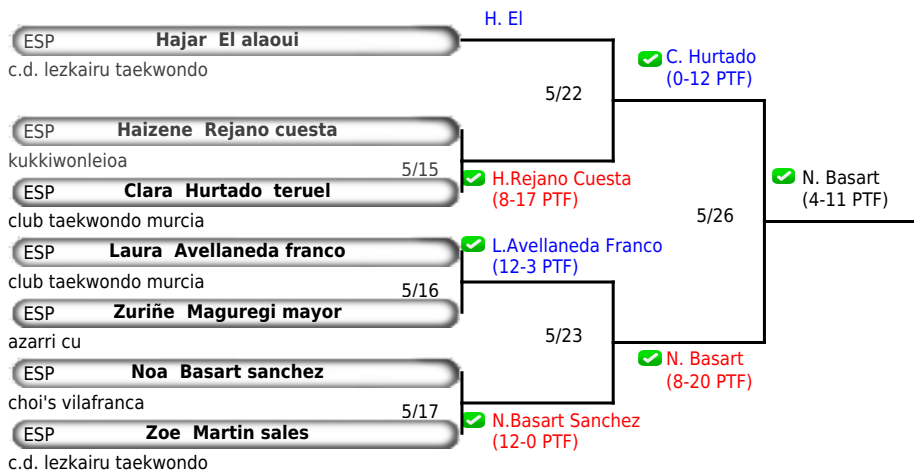 H. El
ESP Hajar El alaoui
c.d. lezkairu taekwondo
C. Hurtado
(0-12 PTF)
5/22
ESP Haizene Rejano cuesta
kukkiwonleioa
5/15
H.Rejano Cuesta
(8-17 PTF)
N. Basart
(4-11 PTF)
ESP Clara Hurtado teruel
club taekwondo murcia
5/26
ESP Laura Avellaneda franco
L.Avellaneda Franco
(12-3 PTF)
club taekwondo murcia
5/16
ESP Zuriñe Maguregi mayor
azarri cu
5/23
N. Basart
(8-20 PTF)
ESP Noa Basart sanchez
choi's vilafranca
5/17
N.Basart Sanchez
(12-0 PTF)
ESP Zoe Martin sales
c.d. lezkairu taekwondo